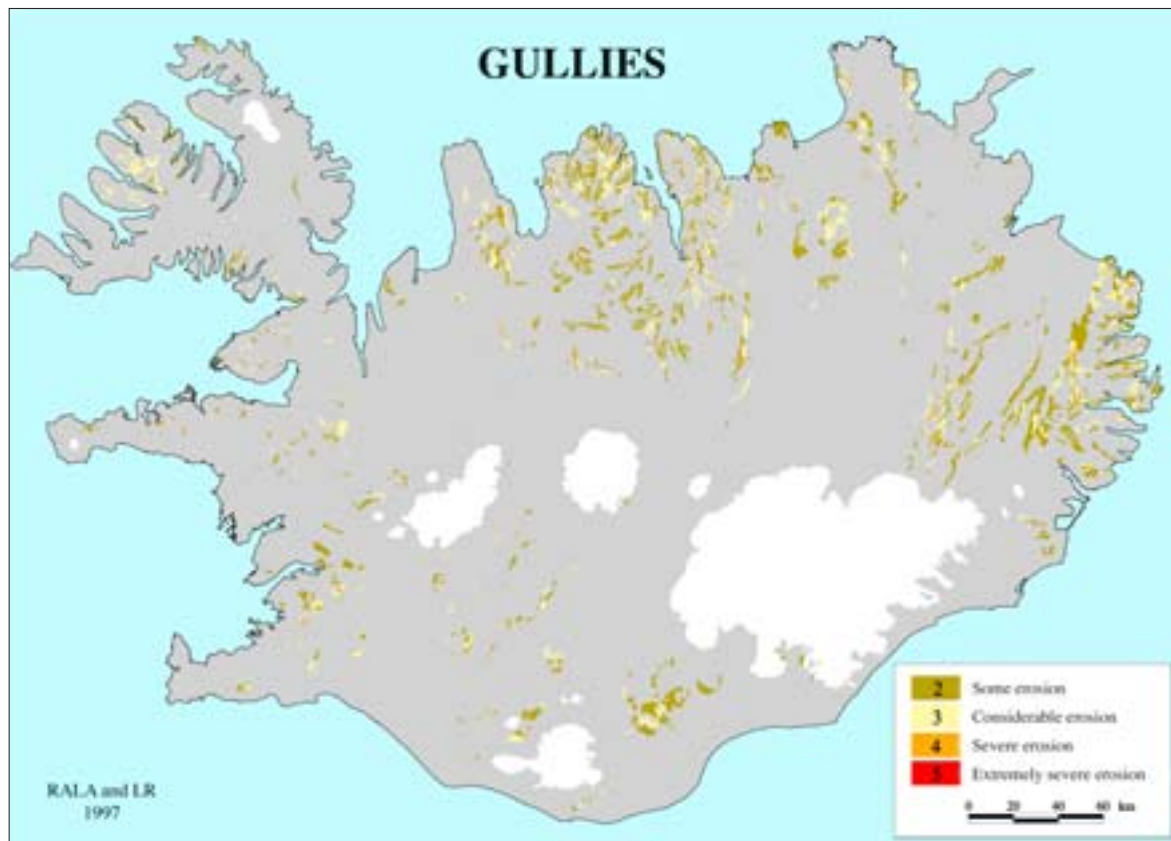 GULLIES
2 Some erosion
3 Considerable erosion
4 Severe erosion
5 Extremely severe erosion
0 20 40 60 km
RALA and LR
1997